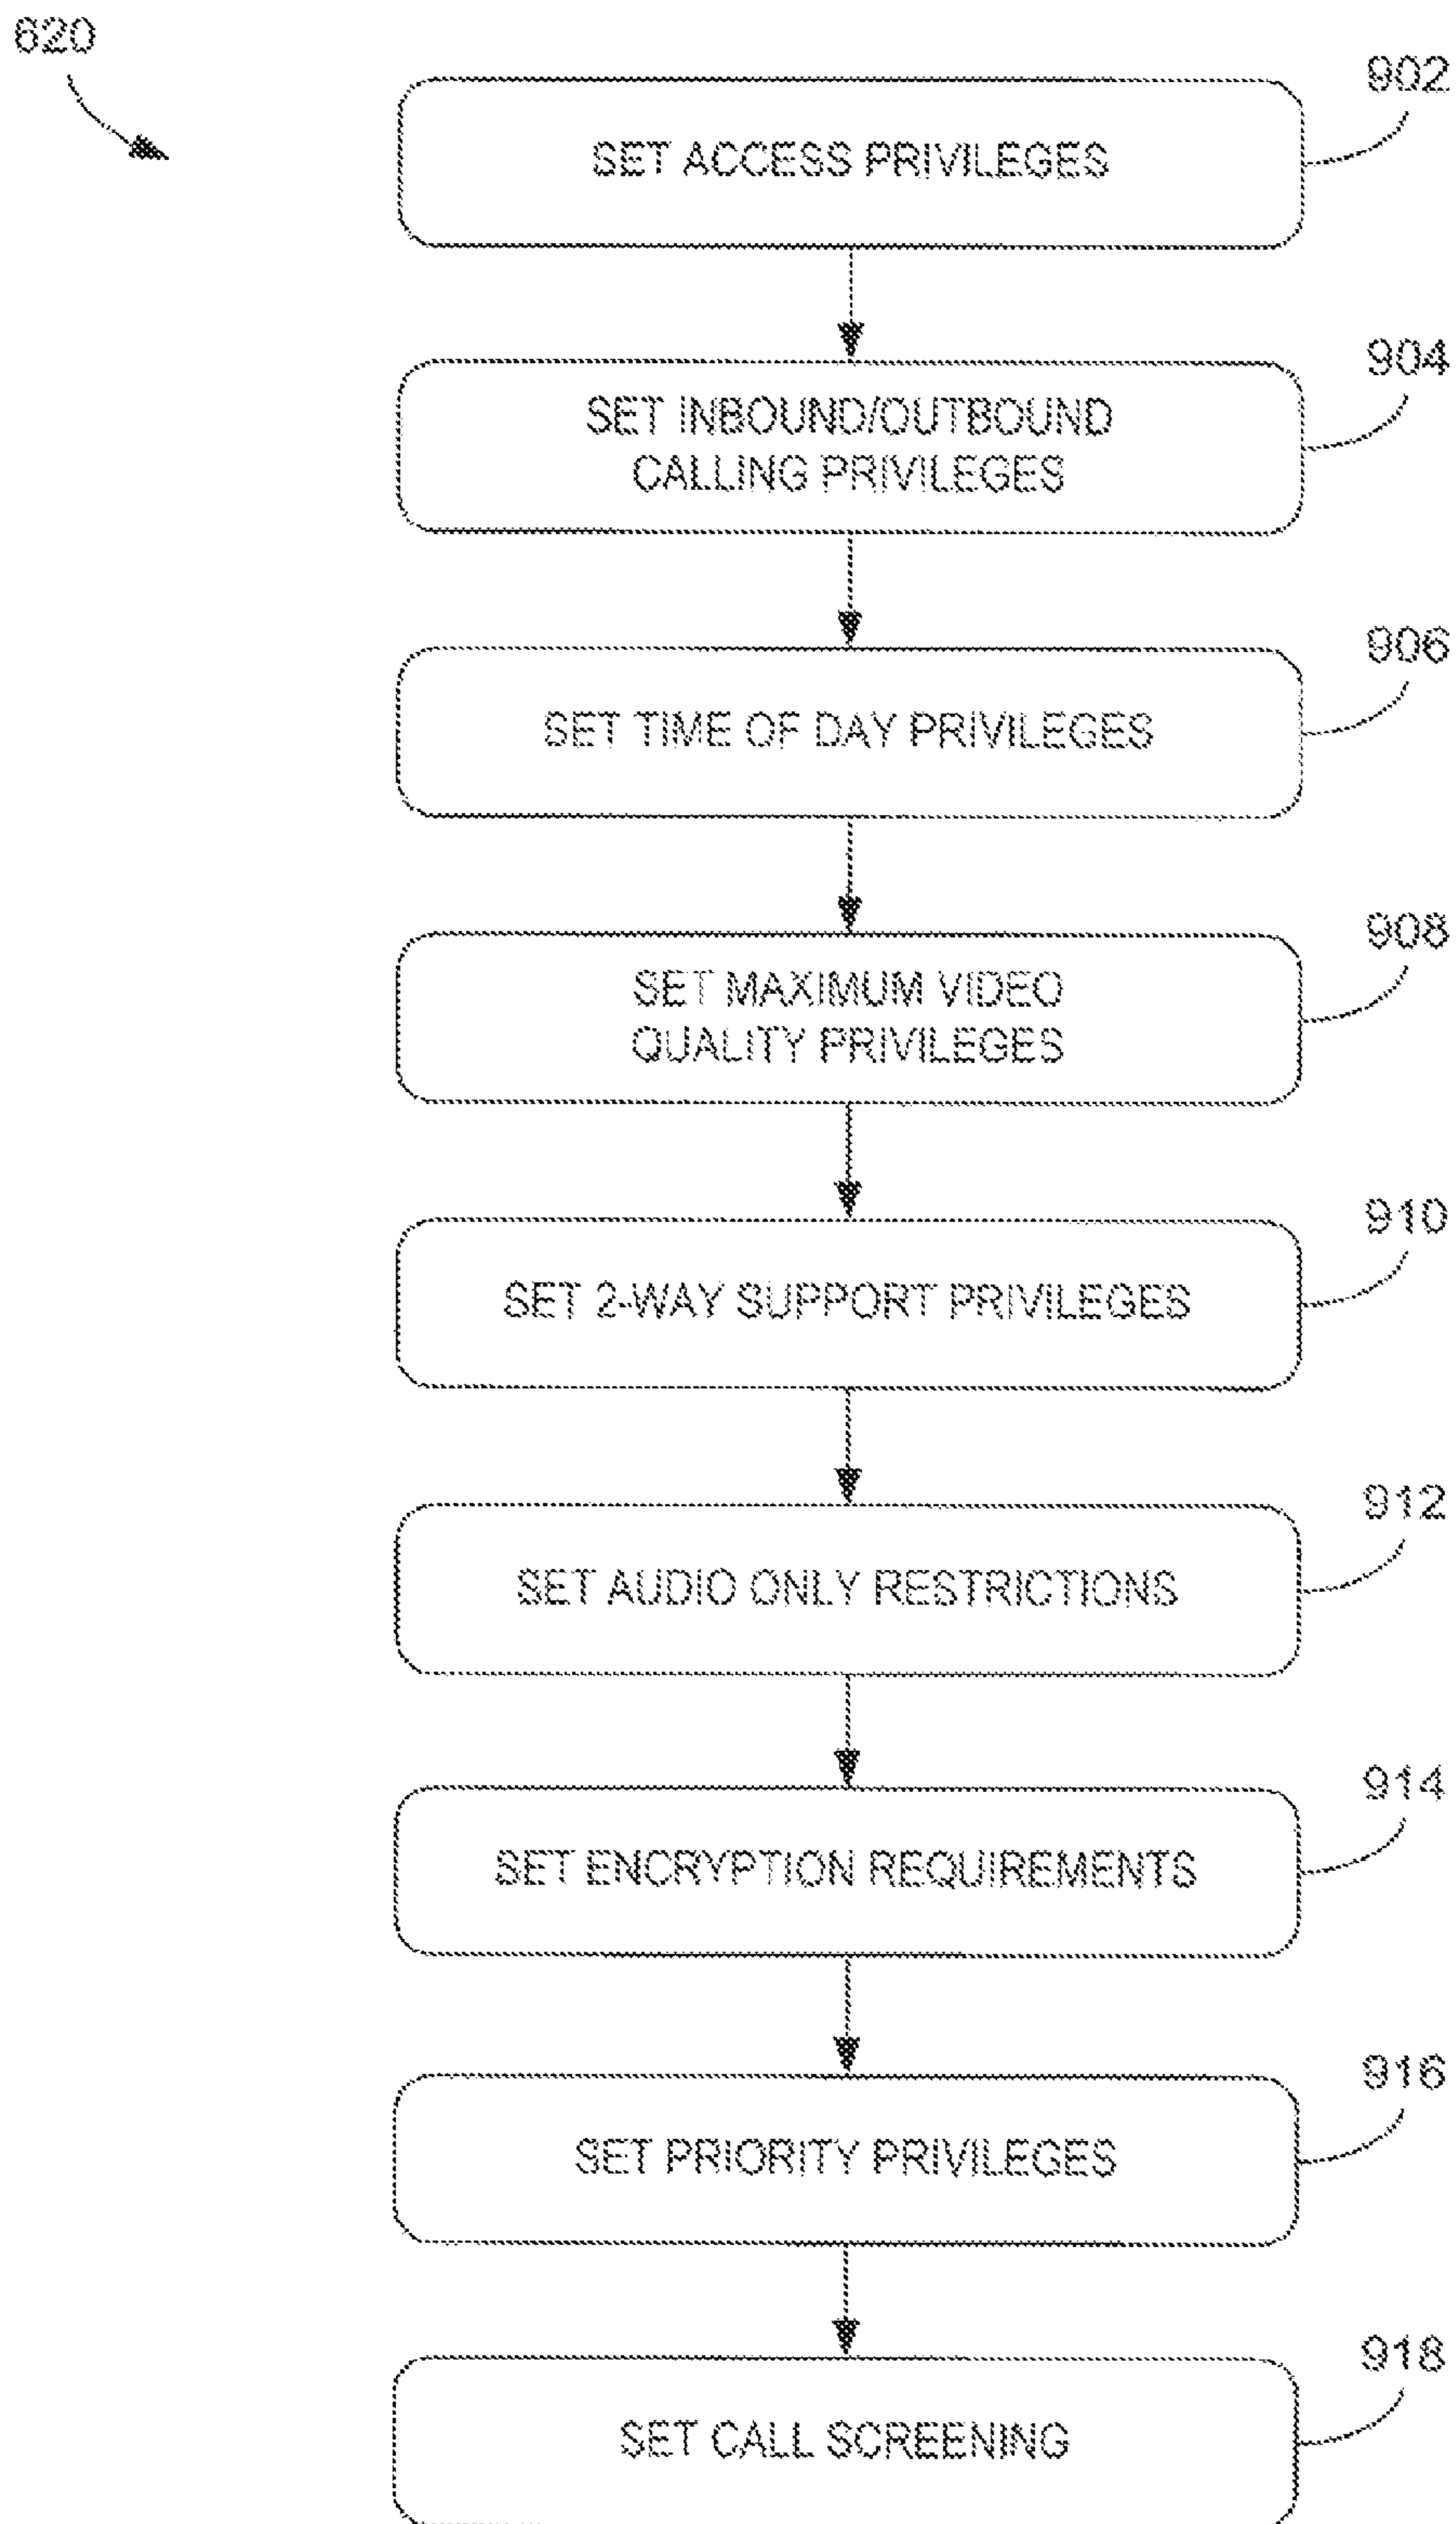 620
902
SET ACCESS PRIVILEGES
904
SET INBOUND/OUTBOUND
CALLING PRIVILEGES
906
SET TIME OF DAY PRIVILEGES
908
SET MAXIMUM VIDEO
QUALITY PRIVILEGES
910
SET 2-WAY SUPPORT PRIVILEGES
912
SET AUDIO ONLY RESTRICTIONS
914
SET ENCRYPTION REQUIREMENTS
916
SET PRIORITY PRIVILEGES
918
SET CALL SCREENING